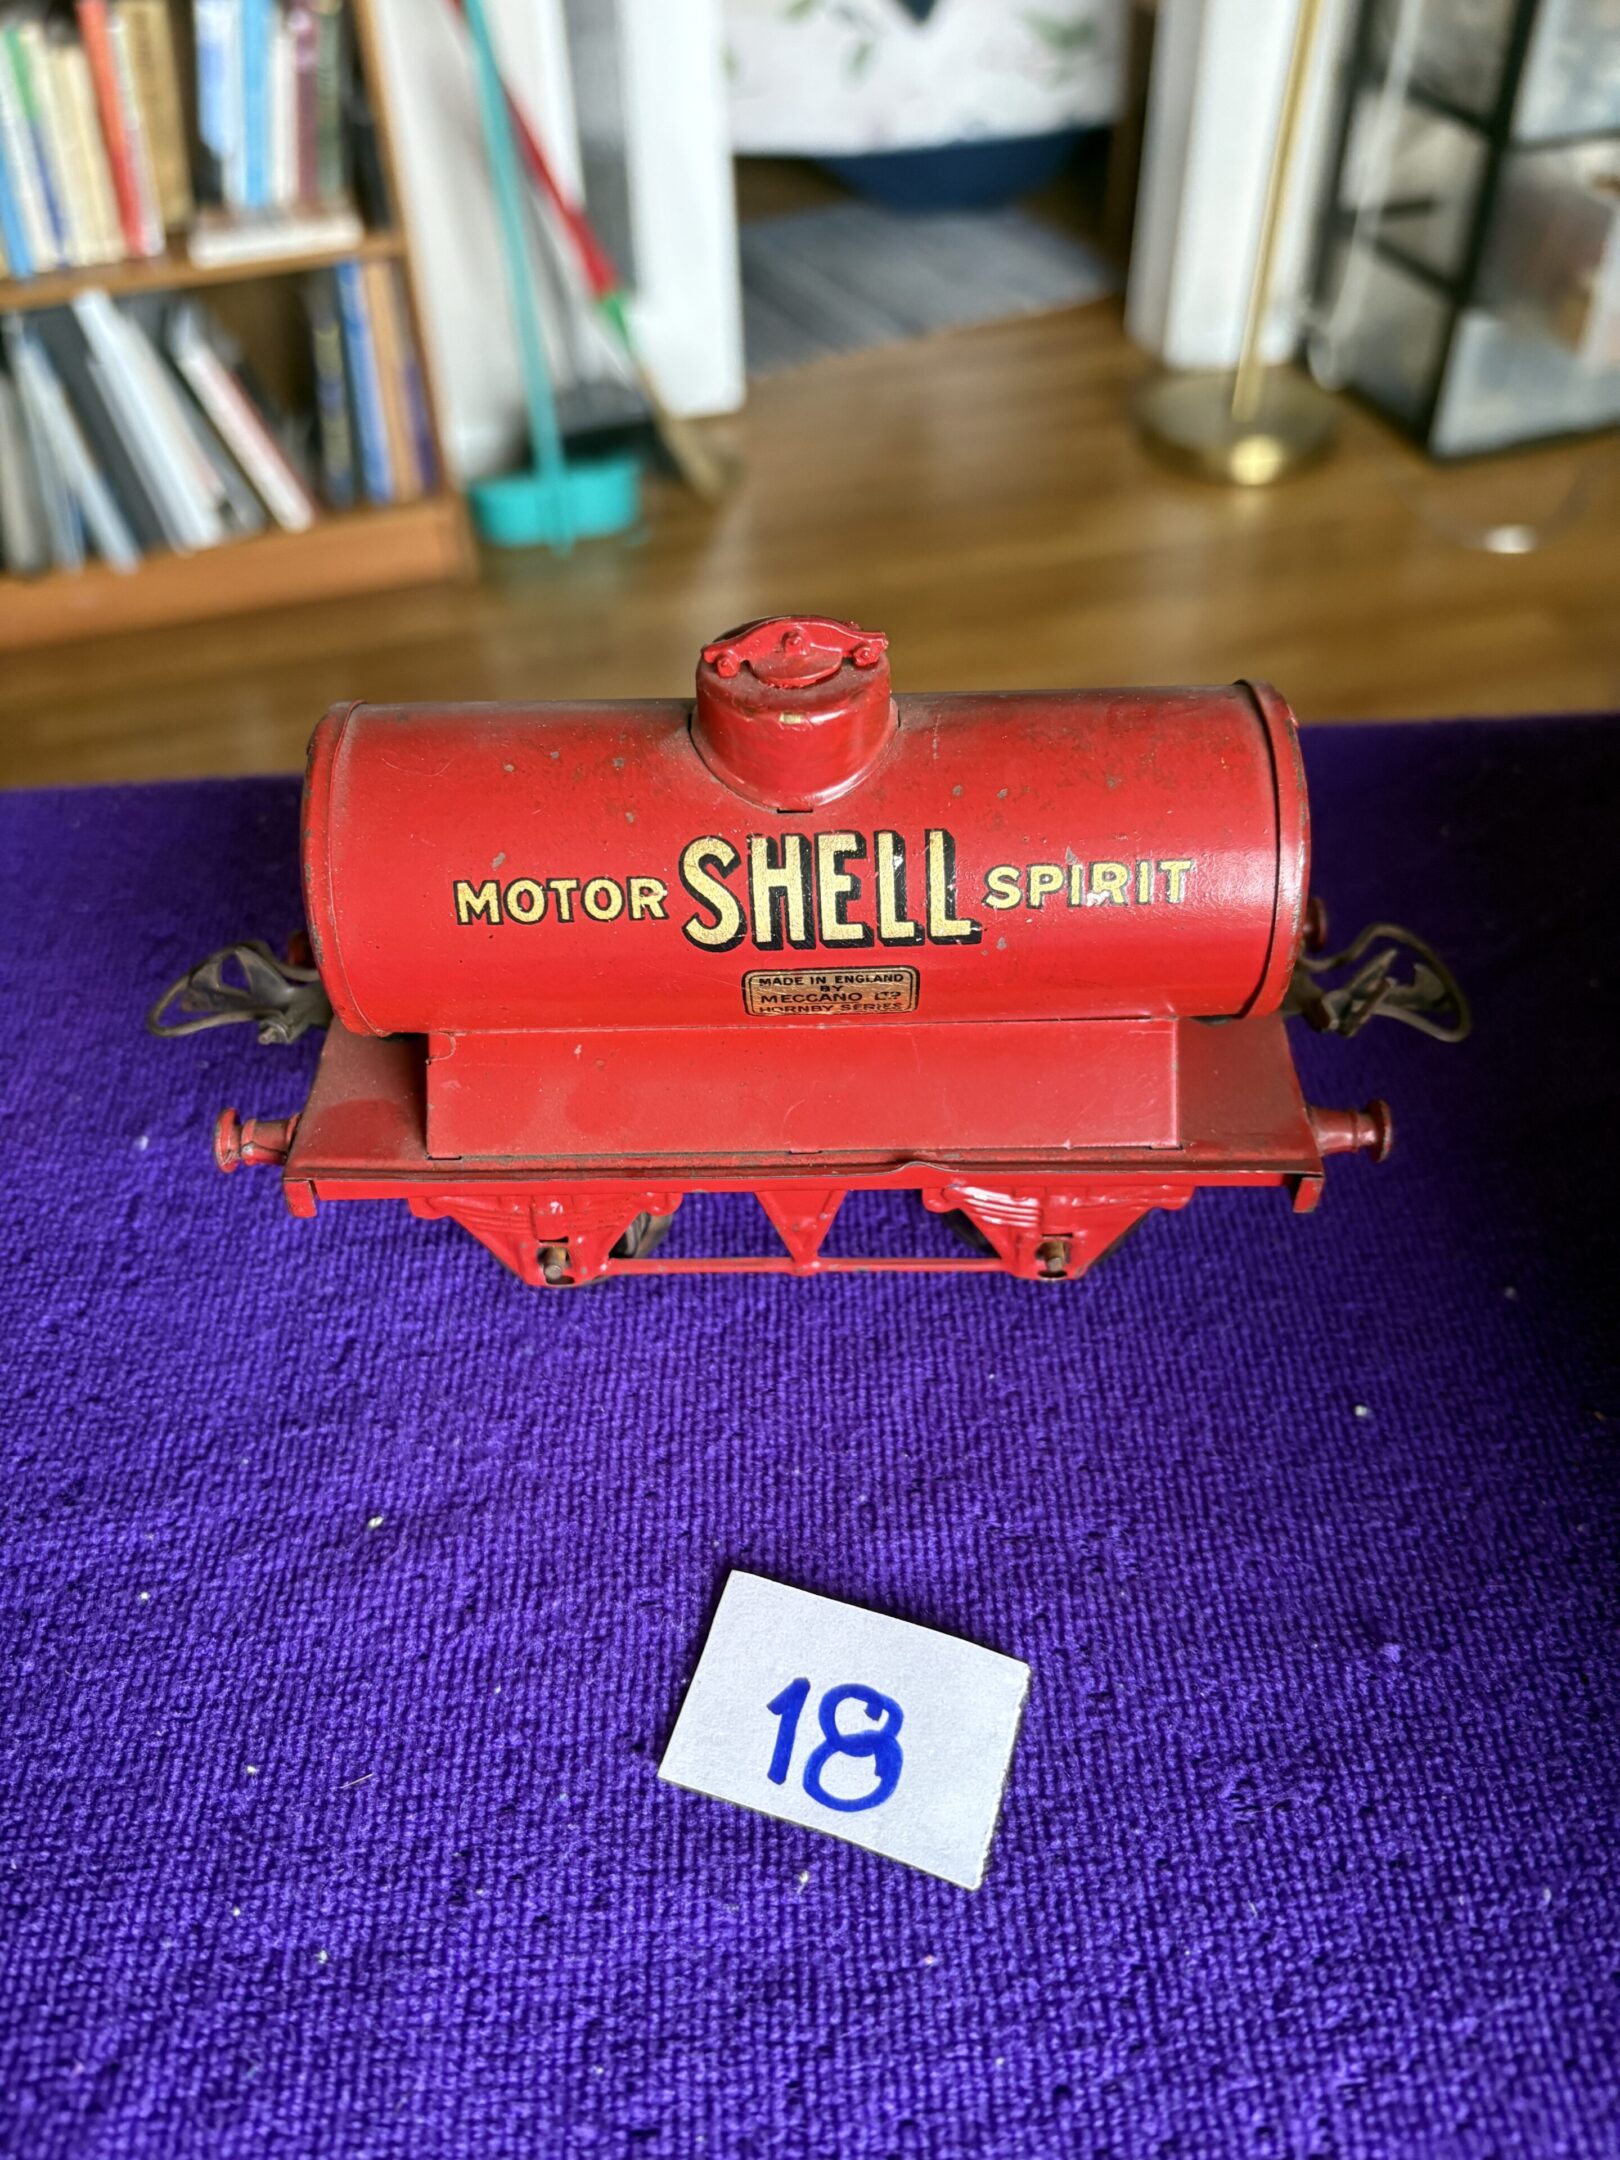 MOTOR SHELL SPIRIT
MADE IN ENGLAND
BY
MECCANO LTD
HORNBY SERIES
18